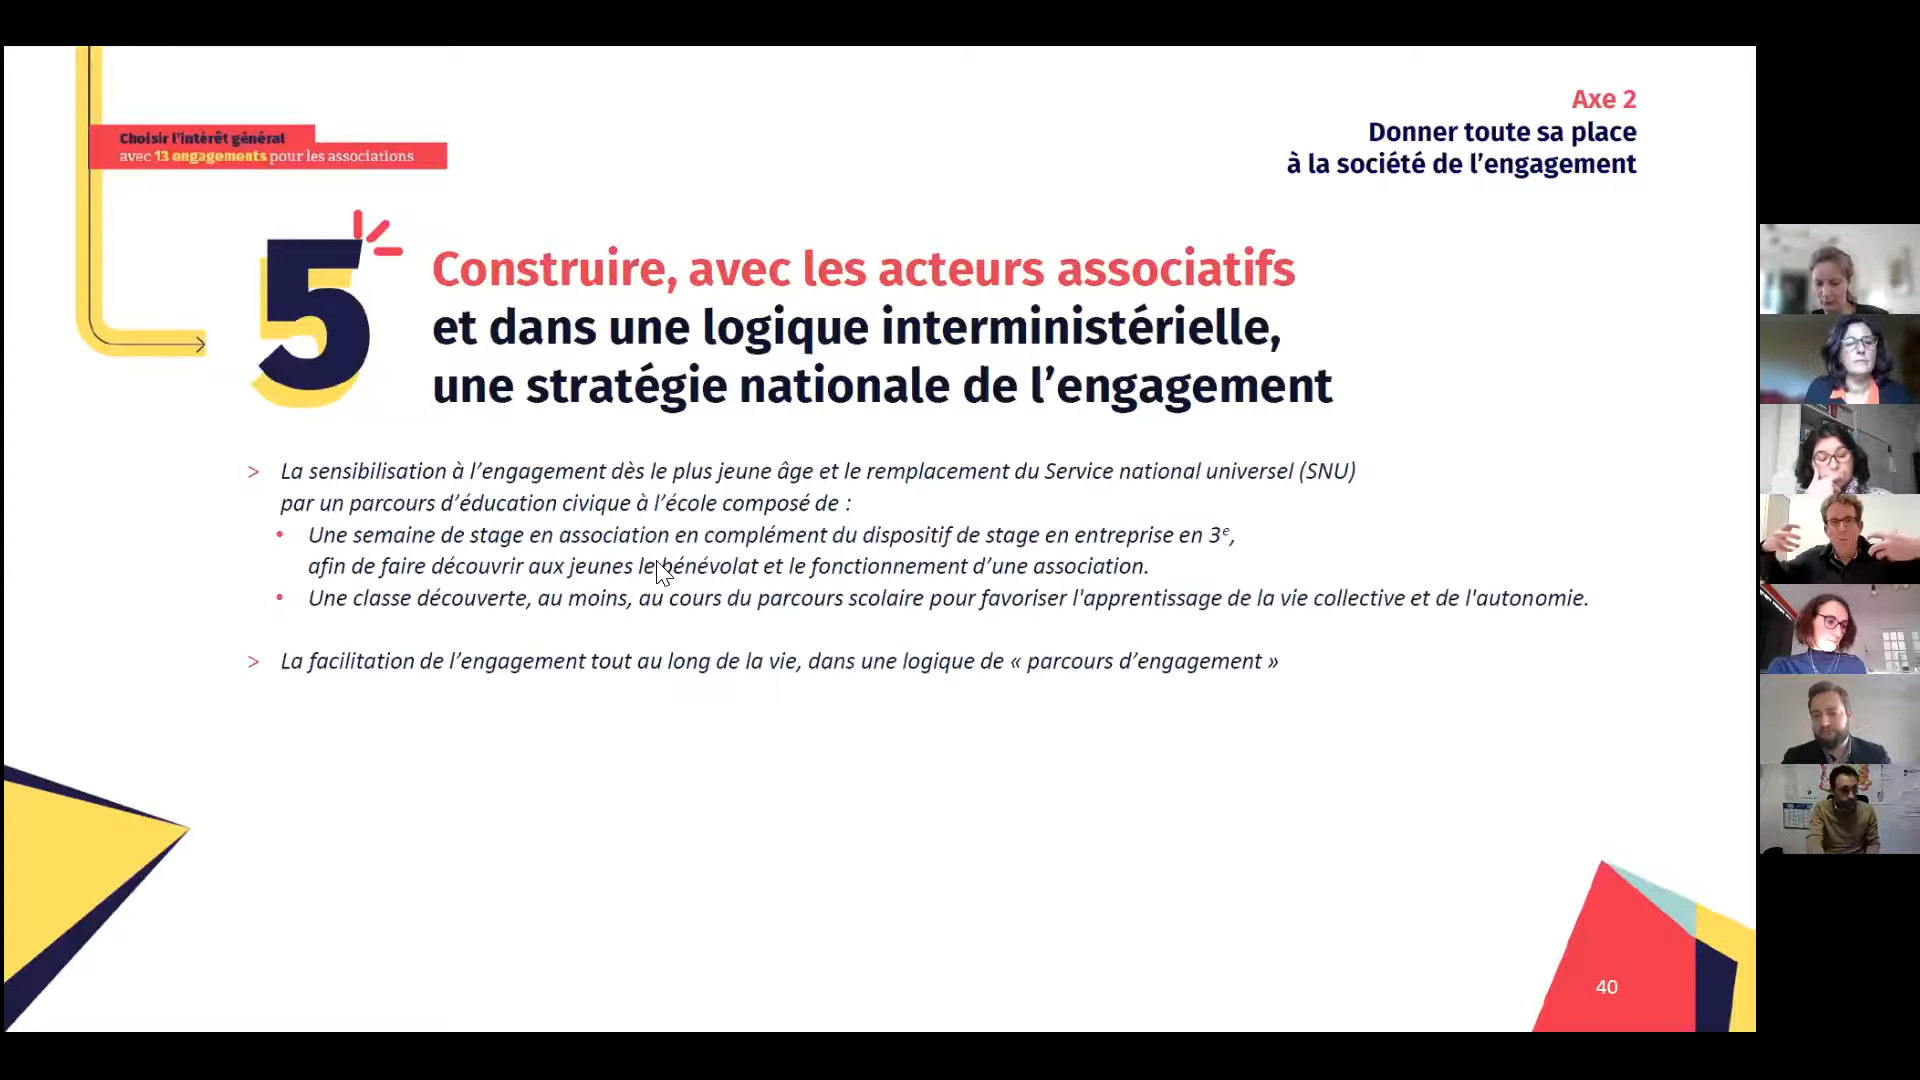 Axe 2
Donner toute sa place
à la société de l’engagement
Choisir l’intérêt général
avec 13 engagements pour les associations
5
Construire, avec les acteurs associatifs
et dans une logique interministérielle,
une stratégie nationale de l’engagement
> La sensibilisation à l’engagement dès le plus jeune âge et le remplacement du Service national universel (SNU)
par un parcours d’éducation civique à l’école composé de :
• Une semaine de stage en association en complément du dispositif de stage en entreprise en 3ᵉ,
afin de faire découvrir aux jeunes le bénévolat et le fonctionnement d’une association.
• Une classe découverte, au moins, au cours du parcours scolaire pour favoriser l'apprentissage de la vie collective et de l'autonomie.
> La facilitation de l’engagement tout au long de la vie, dans une logique de « parcours d’engagement »
40